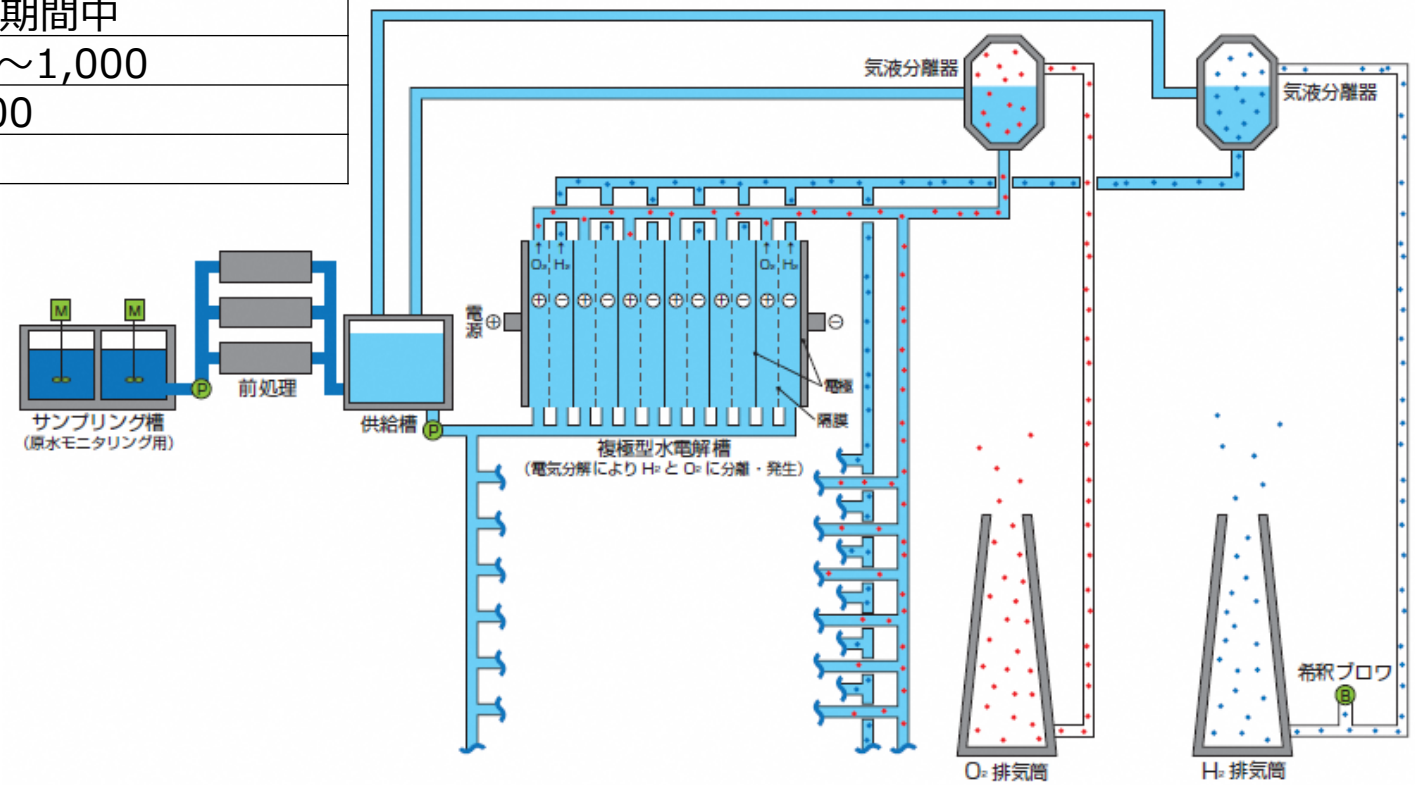 期間中
～1,000
00
気液分離器
気液分離器
O₂ H₂ O₂ H₂
⊕ ⊖ ⊕ ⊖ ⊕ ⊖ ⊕ ⊖ ⊕ ⊖ ⊕ ⊖
電源 ⊕
⊖
M M
P
前処理
電極
隔膜
サンプリング槽
（原水モニタリング用）
供給槽
P
複極型水電解槽
（電気分解により H₂ と O₂ に分離・発生）
希釈ブロワ
B
O₂ 排気筒
H₂ 排気筒